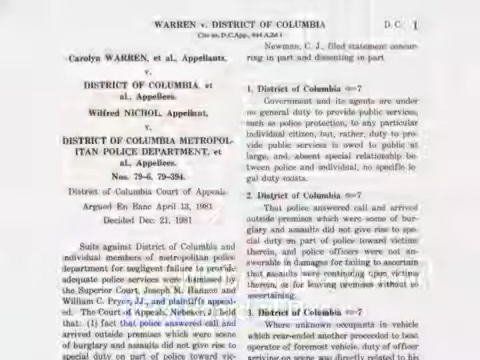 WARREN v. DISTRICT OF COLUMBIA
D. C. 1
Cite as, D.C.App., 444 A.2d 1
Carolyn WARREN, et al., Appellants,
v.
DISTRICT OF COLUMBIA, et
al., Appellees.
Wilfred NICHOL, Appellant,
v.
DISTRICT OF COLUMBIA METROPOL-
ITAN POLICE DEPARTMENT, et
al., Appellees.
Nos. 79-6, 79-394.
District of Columbia Court of Appeals.
Argued En Banc April 13, 1981
Decided Dec. 21, 1981
Suits against District of Columbia and
individual members of metropolitan police
department for negligent failure to provide
adequate police services were dismissed by
the Superior Court, Joseph M. Hannon and
William C. Pryor, JJ., and plaintiffs appeal-
ed. The Court of Appeals, Nebeker, J., held
that: (1) fact that police answered call and
arrived outside premises which were scene
of burglary and assaults did not give rise to
special duty on part of police toward vic-
Newman, C. J., filed statement concur-
ring in part and dissenting in part
1. District of Columbia ⚷7
Government and its agents are under
no general duty to provide public services,
such as police protection, to any particular
individual citizen, but, rather, duty to pro-
vide public services is owed to public at
large, and, absent special relationship be-
tween police and individual, no specific le-
gal duty exists.
2. District of Columbia ⚷7
That police answered call and arrived
outside premises which were scene of bur-
glary and assaults did not give rise to spe-
cial duty on part of police toward victims
therein, and police officers were not an-
swerable in damages for failing to ascertain
that assaults were continuing upon victims
therein, or for leaving premises without so
ascertaining.
3. District of Columbia ⚷7
Where unknown occupants in vehicle
which rear-ended another proceeded to beat
operator of foremost vehicle, duty of officer
arriving on scene was directly related to his